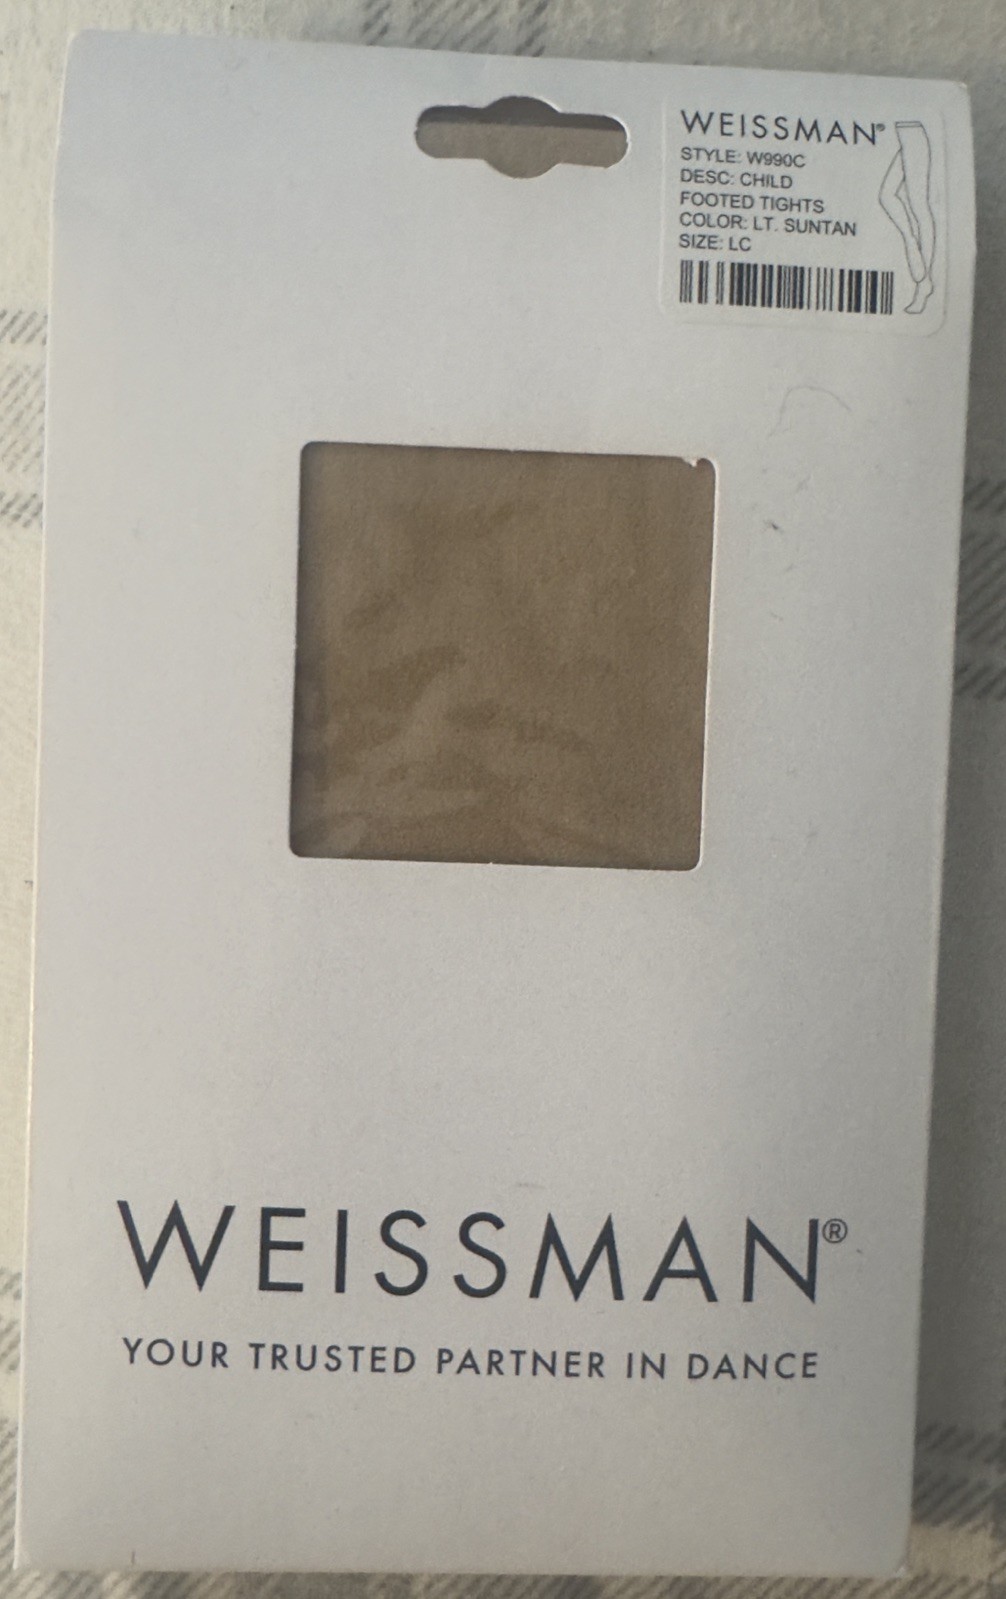 WEISSMAN®
STYLE: W990C
DESC: CHILD
FOOTED TIGHTS
COLOR: LT. SUNTAN
SIZE: LC
WEISSMAN®
YOUR TRUSTED PARTNER IN DANCE